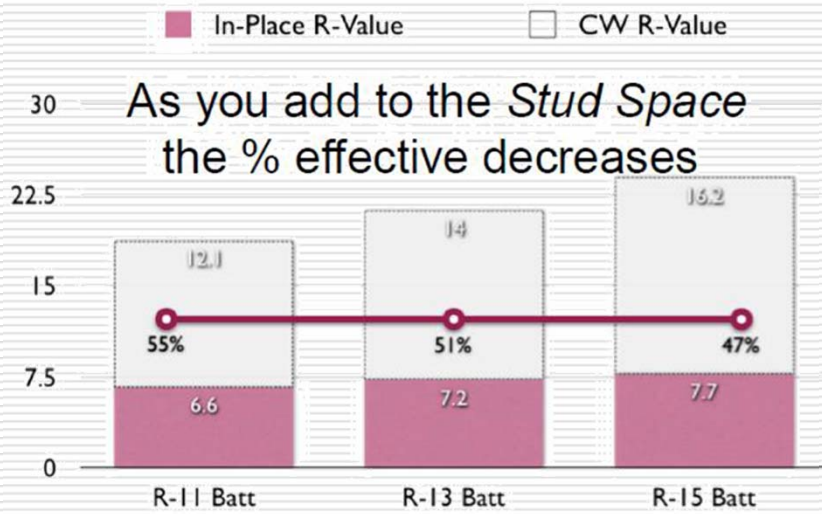 In-Place R-Value CW R-Value
As you add to the Stud Space
the % effective decreases
30
22.5
15
7.5
0
12.1
14
16.2
55%
51%
47%
6.6
7.2
7.7
R-11 Batt
R-13 Batt
R-15 Batt